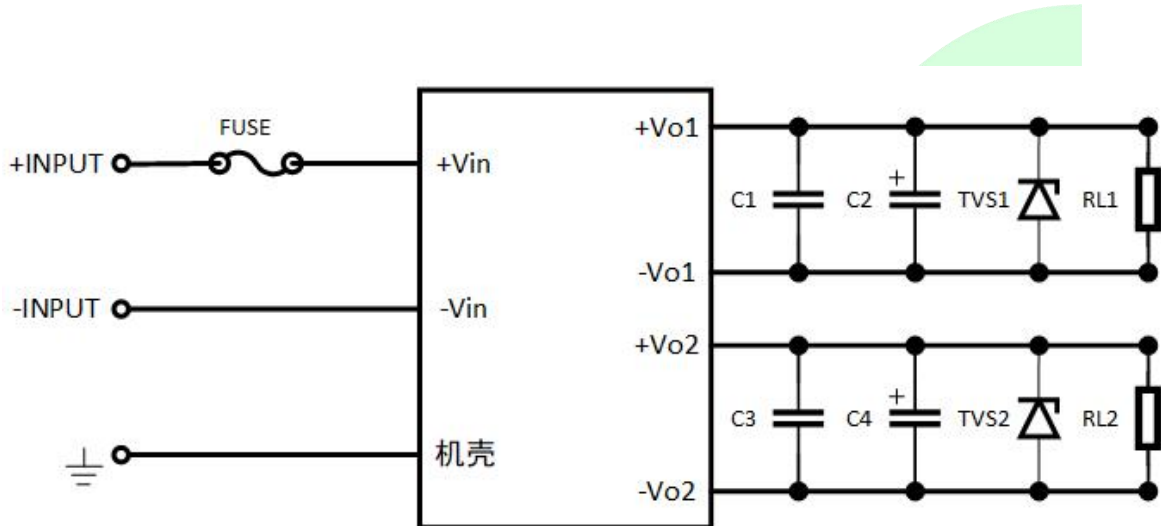 FUSE
+INPUT
+Vin
-INPUT
-Vin
机壳
+Vo1
-Vo1
+Vo2
-Vo2
C1
+
C2
TVS1
RL1
C3
+
C4
TVS2
RL2